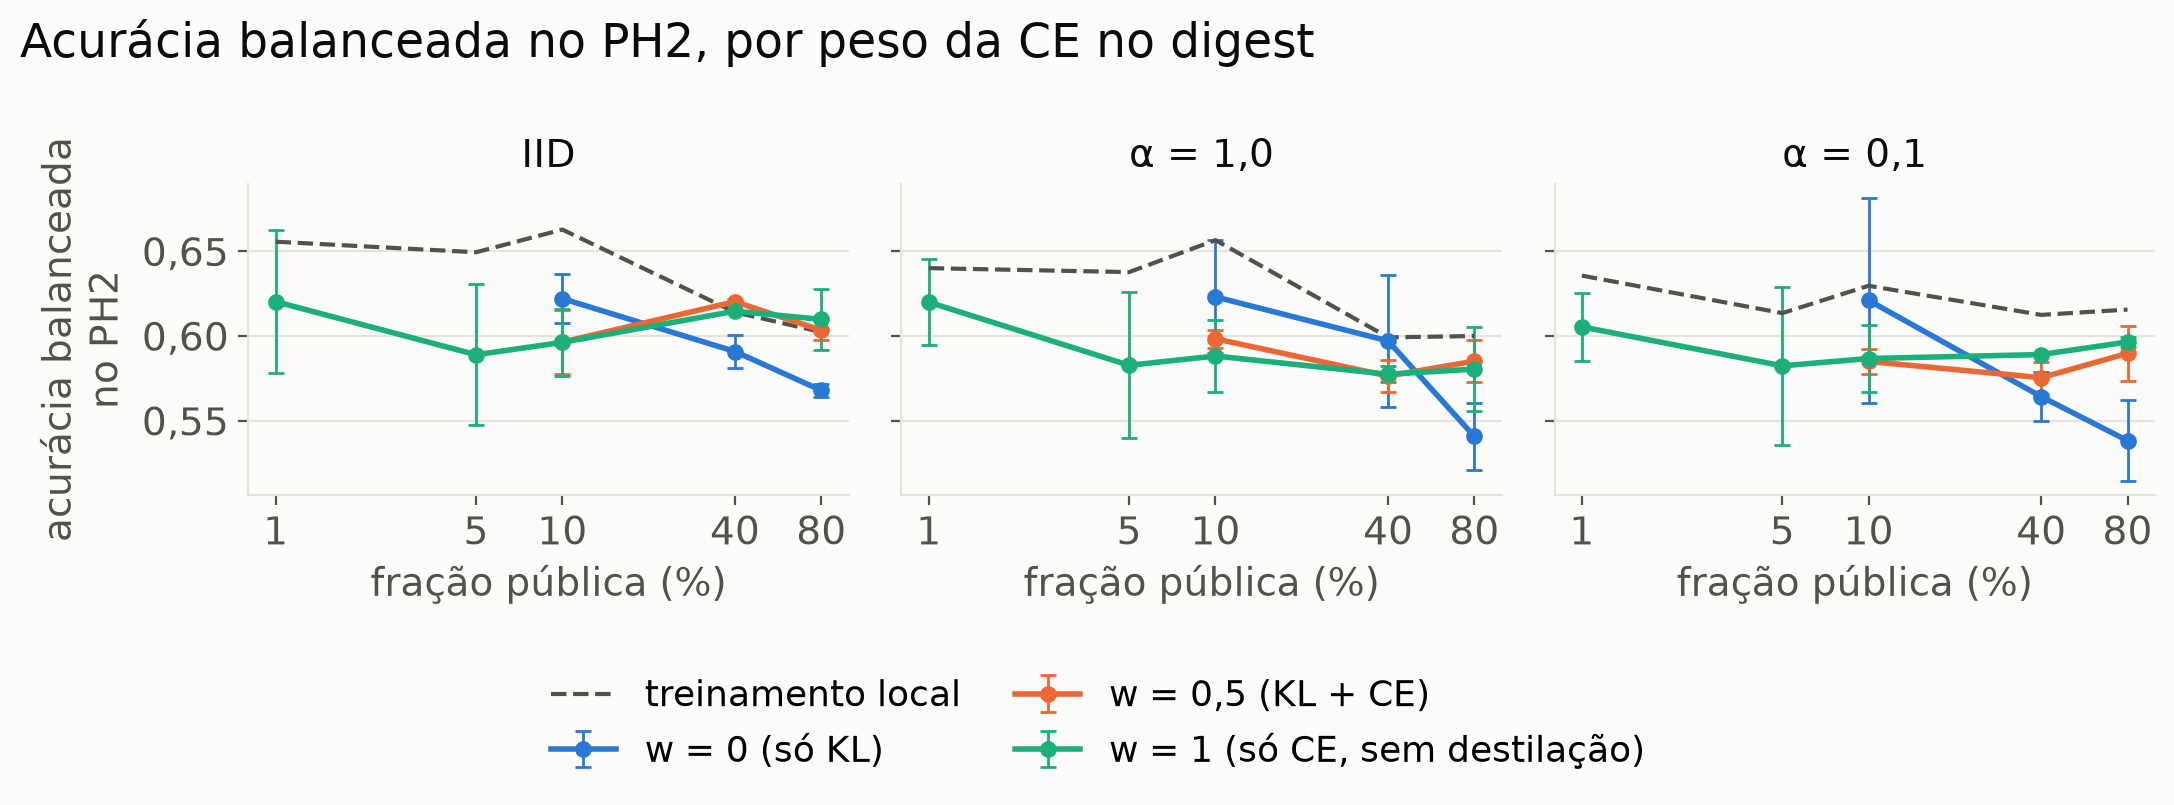 Acurácia balanceada no PH2, por peso da CE no digest
IID
α = 1,0
α = 0,1
acurácia balanceada
no PH2
0,65
0,60
0,55
1 5 10 40 80
1 5 10 40 80
1 5 10 40 80
fração pública (%)
fração pública (%)
fração pública (%)
treinamento local
w = 0 (só KL)
w = 0,5 (KL + CE)
w = 1 (só CE, sem destilação)